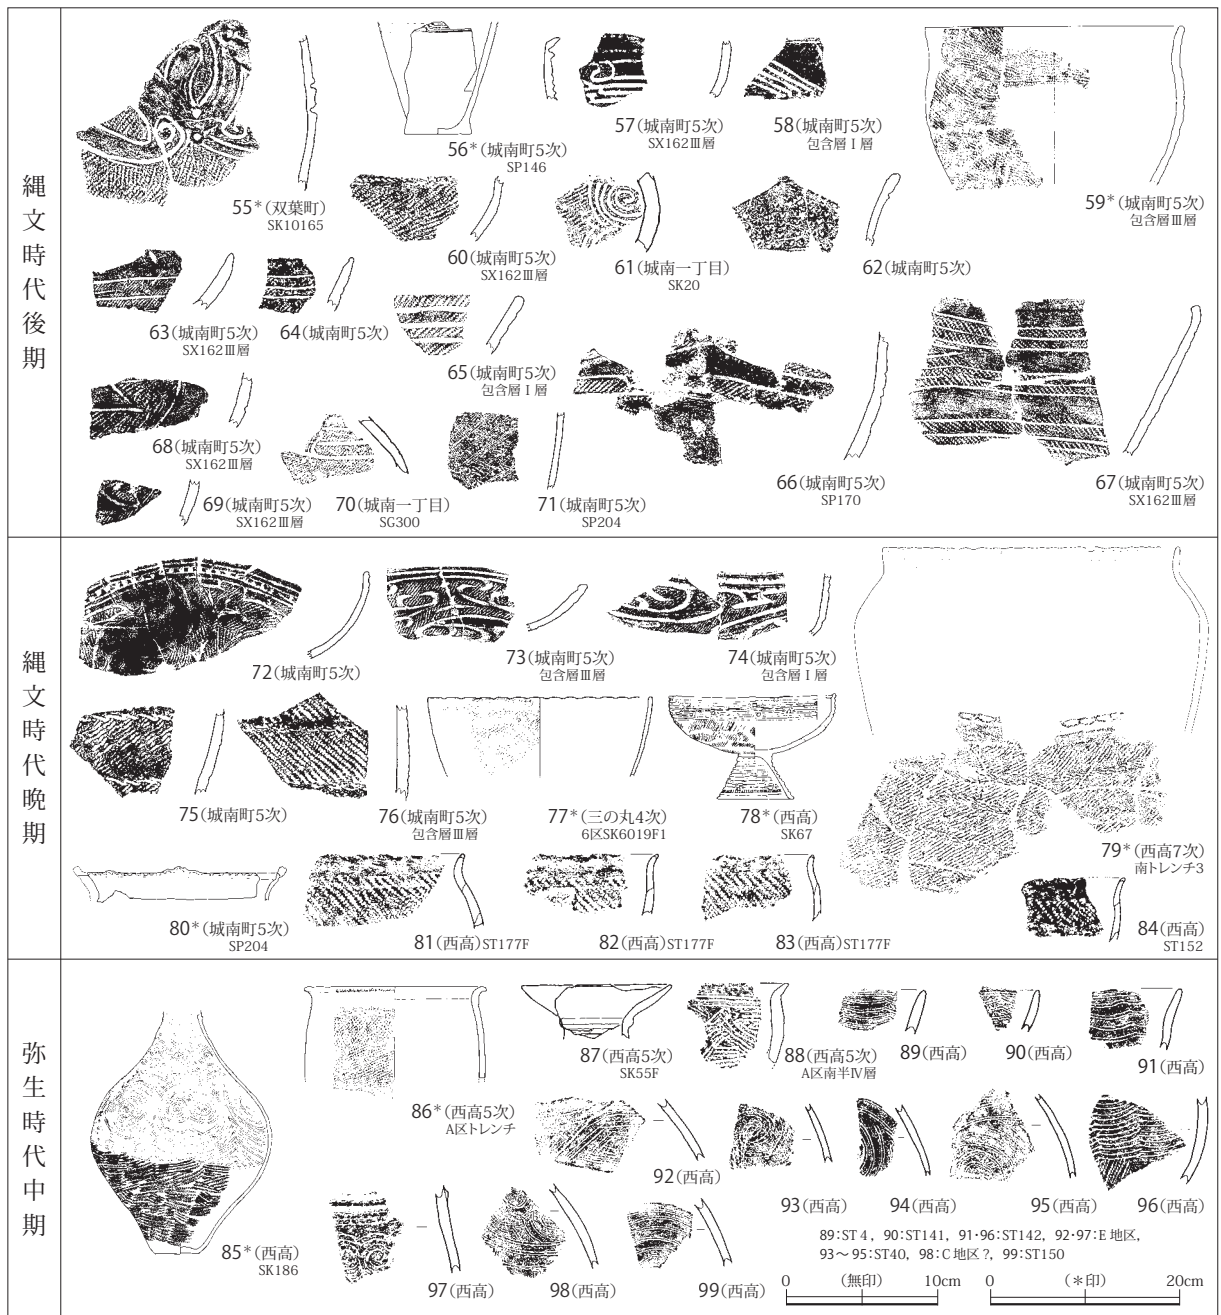 縄文時代後期
55*(双葉町)
SK10165
56*(城南町5次)
SP146
57(城南町5次)
SX162Ⅲ層
58(城南町5次)
包含層Ⅰ層
59*(城南町5次)
包含層Ⅲ層
60(城南町5次)
SX162Ⅲ層
61(城南一丁目)
SK20
62(城南町5次)
63(城南町5次)
SX162Ⅲ層
64(城南町5次)
65(城南町5次)
包含層Ⅰ層
66(城南町5次)
SP170
67(城南町5次)
SX162Ⅲ層
68(城南町5次)
SX162Ⅲ層
69(城南町5次)
SX162Ⅲ層
70(城南一丁目)
SG300
71(城南町5次)
SP204
縄文時代晩期
72(城南町5次)
73(城南町5次)
包含層Ⅲ層
74(城南町5次)
包含層Ⅰ層
75(城南町5次)
76(城南町5次)
包含層Ⅲ層
77*(三の丸4次)
6区SK6019F1
78*(西高)
SK67
79*(西高7次)
南トレンチ3
80*(城南町5次)
SP204
81(西高)ST177F
82(西高)ST177F
83(西高)ST177F
84(西高)
ST152
弥生時代中期
85*(西高)
SK186
86*(西高5次)
A区トレンチ
87(西高5次)
SK55F
88(西高5次)
A区南半Ⅳ層
89(西高)
90(西高)
91(西高)
92(西高)
93(西高)
94(西高)
95(西高)
96(西高)
97(西高)
98(西高)
99(西高)
89:ST4, 90:ST141, 91・96:ST142, 92・97:E地区,
93～95:ST40, 98:C地区?, 99:ST150
0 (無印) 10cm
0 (*印) 20cm